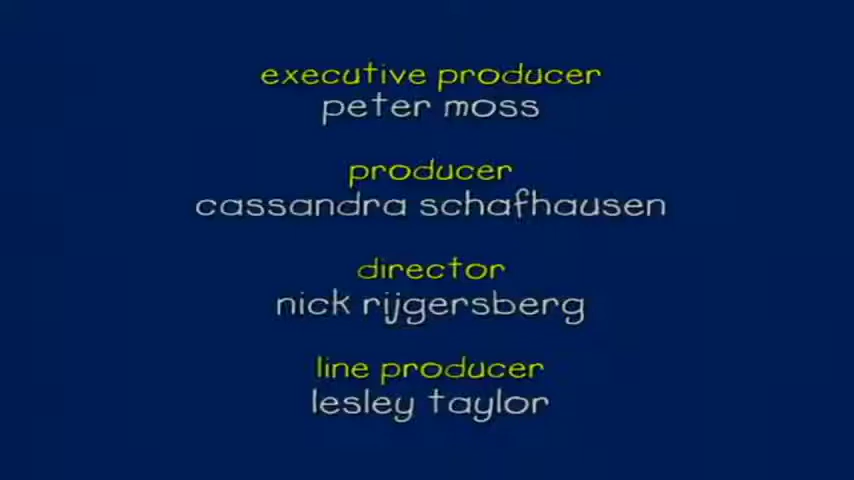 executive producer
peter moss
producer
cassandra schafhausen
director
nick rijgersberg
line producer
lesley taylor